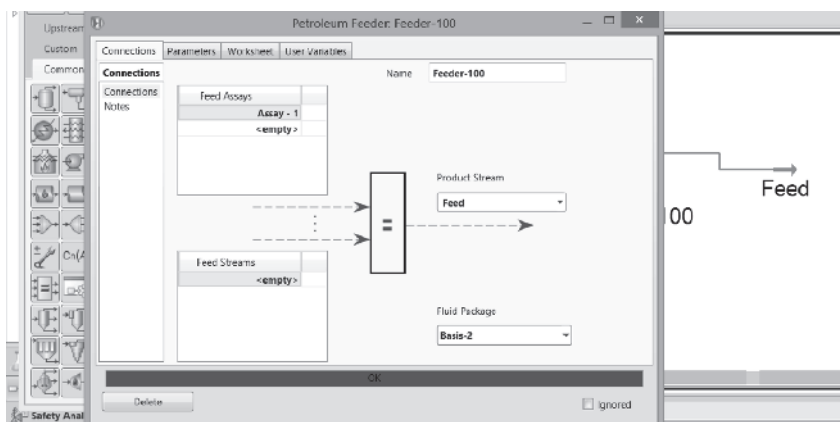 Petroleum Feeder: Feeder-100
Upstream
Custom
Common
Connections Parameters Worksheet User Variables
Connections
Connections
Notes
Name Feeder-100
Feed Assays
Assay - 1
<empty>
Product Stream
Feed
Feed Streams
<empty>
Fluid Package
Basis-2
OK
Delete
Ignored
Feed
100
Safety Anal